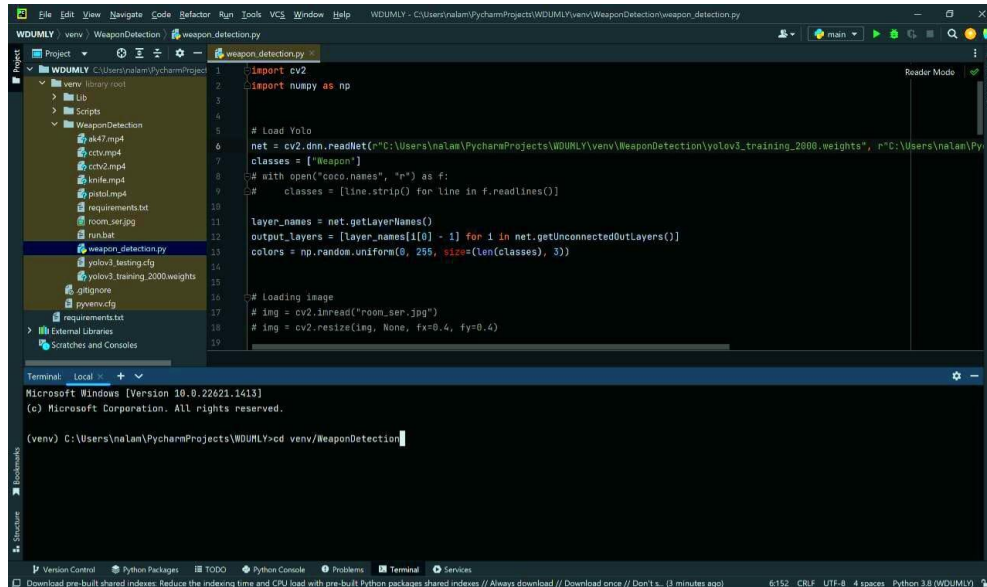 File Edit View Navigate Code Refactor Run Tools VCS Window Help WDUMLY - C:\Users\nalam\PycharmProjects\WDUMLY\venv\WeaponDetection\weapon_detection.py
WDUMLY venv WeaponDetection weapon_detection.py main
Project weapon_detection.py
Project
Reader Mode
WDUMLY C:\Users\nalam\PycharmProject
venv library root
Lib
Scripts
WeaponDetection
ak47.mp4
cctv.mp4
cctv2.mp4
knife.mp4
pistol.mp4
requirements.txt
room_ser.jpg
run.bat
weapon_detection.py
yolov3_testing.cfg
yolov3_training_2000.weights
.gitignore
pyvenv.cfg
requirements.txt
External Libraries
Scratches and Consoles
1 import cv2
2 import numpy as np
3
4
5 # Load Yolo
6 net = cv2.dnn.readNet(r"C:\Users\nalam\PycharmProjects\WDUMLY\venv\WeaponDetection\yolov3_training_2000.weights", r"C:\Users\nalam\Py
7 classes = ["Weapon"]
8 # with open("coco.names", "r") as f:
9 # classes = [line.strip() for line in f.readlines()]
10
11 layer_names = net.getLayerNames()
12 output_layers = [layer_names[i[0] - 1] for i in net.getUnconnectedOutLayers()]
13 colors = np.random.uniform(0, 255, size=(len(classes), 3))
14
15
16 # Loading image
17 # img = cv2.imread("room_ser.jpg")
18 # img = cv2.resize(img, None, fx=0.4, fy=0.4)
19
Terminal: Local
Microsoft Windows [Version 10.0.22621.1413]
(c) Microsoft Corporation. All rights reserved.
(venv) C:\Users\nalam\PycharmProjects\WDUMLY>cd venv/WeaponDetection
Bookmarks
Structure
Version Control Python Packages TODO Python Console Problems Terminal Services
Download pre-built shared indexes: Reduce the indexing time and CPU load with pre-built Python packages shared indexes // Always download // Download once // Don't s... (3 minutes ago) 6:152 CRLF UTF-8 4 spaces Python 3.8 (WDUMLY)